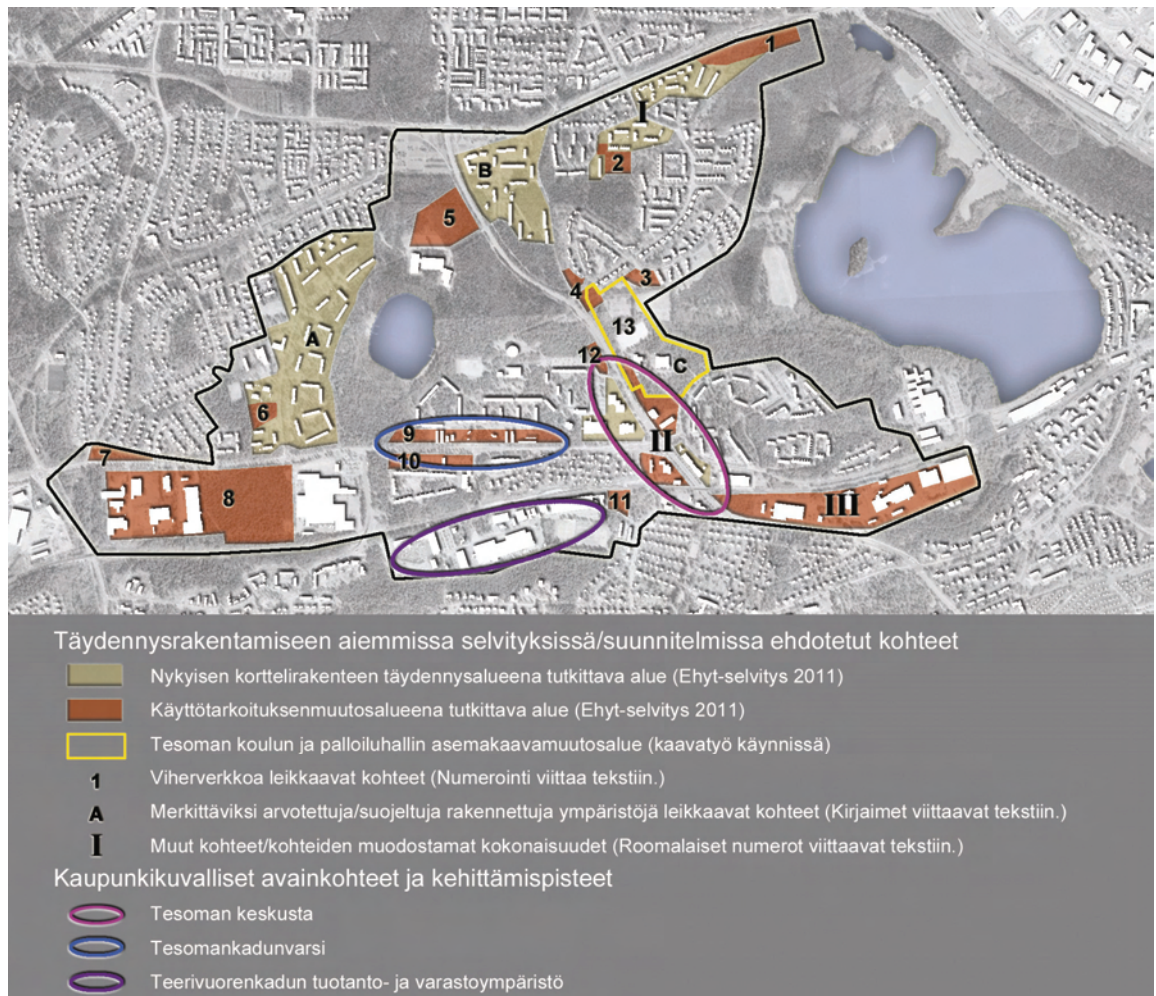 1
I
2
B
5
3
4
13
A
12
C
6
9
II
7
10
8
11
III
Täydennysrakentamiseen aiemmissa selvityksissä/suunnitelmissa ehdotetut kohteet
Nykyisen korttelirakenteen täydennysalueena tutkittava alue (Ehyt-selvitys 2011)
Käyttötarkoituksenmuutosalueena tutkittava alue (Ehyt-selvitys 2011)
Tesoman koulun ja palloiluhallin asemakaavamuutosalue (kaavatyö käynnissä)
1 Viherverkkoa leikkaavat kohteet (Numerointi viittaa tekstiin.)
A Merkittäviksi arvotettuja/suojeltuja rakennettuja ympäristöjä leikkaavat kohteet (Kirjaimet viittaavat tekstiin.)
I Muut kohteet/kohteiden muodostamat kokonaisuudet (Roomalaiset numerot viittaavat tekstiin.)
Kaupunkikuvalliset avainkohteet ja kehittämispisteet
Tesoman keskusta
Tesomankadunvarsi
Teerivuorenkadun tuotanto- ja varastoympäristö